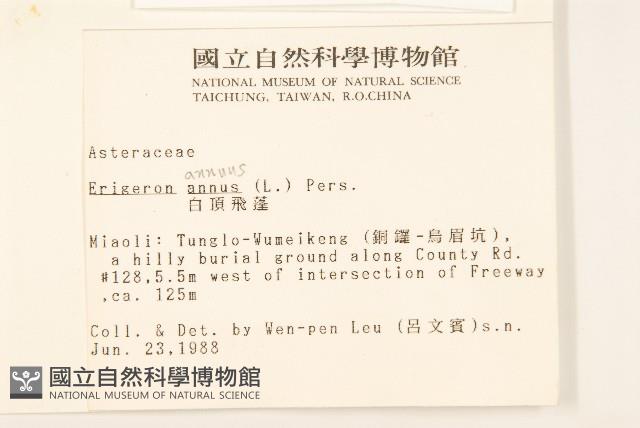 國立自然科學博物館
NATIONAL MUSEUM OF NATURAL SCIENCE
TAICHUNG, TAIWAN, R.O.CHINA
Asteraceae
annuus
Erigeron annus (L.) Pers.
白頂飛蓬
Miaoli: Tunglo-Wumeikeng (銅鑼-烏眉坑),
a hilly burial ground along County Rd.
#128,5.5m west of intersection of Freeway
,ca. 125m
Coll. & Det. by Wen-pen Leu (呂文賓)s.n.
Jun. 23,1988
國立自然科學博物館
NATIONAL MUSEUM OF NATURAL SCIENCE